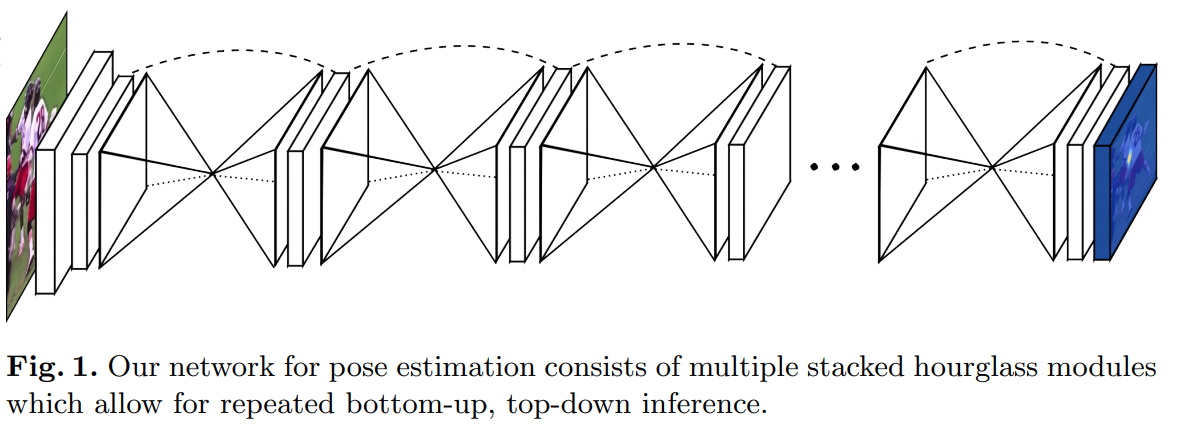 Fig. 1. Our network for pose estimation consists of multiple stacked hourglass modules
which allow for repeated bottom-up, top-down inference.